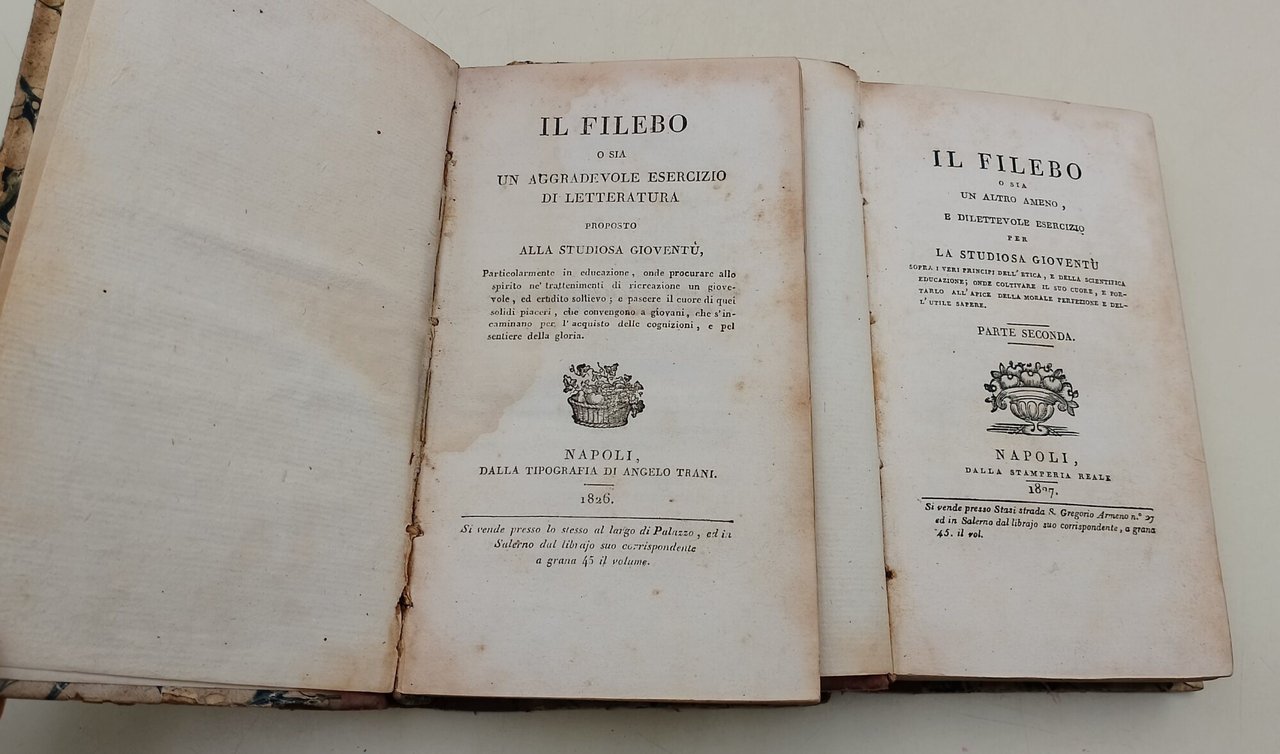 IL FILEBO
O SIA
UN AGGRADEVOLE ESERCIZIO
DI LETTERATURA
PROPOSTO
ALLA STUDIOSA GIOVENTÙ,
Particolarmente in educazione, onde procurare allo
spirito ne' trattenimenti di ricreazione un giove-
vole, ed erudito sollievo; e pascere il cuore di quei
solidi piaceri, che convengono a giovani, che s'in-
camminano per l'acquisto delle cognizioni, e pel
sentiere della gloria.
NAPOLI,
DALLA TIPOGRAFIA DI ANGELO TRANI.
1826.
Si vende presso lo stesso al largo di Palazzo, ed in
Salerno dal librajo suo corrispondente
a grana 45 il volume.
IL FILEBO
O SIA
UN ALTRO AMENO,
E DILETTEVOLE ESERCIZIO
PER
LA STUDIOSA GIOVENTÙ
SOPRA I VERI PRINCIPI DELL'ETICA, E DELLA SCIENTIFICA
EDUCAZIONE; ONDE COLTIVARE IL SUO CUORE, E POR-
TARLO ALL'APICE DELLA MORALE PERFEZIONE E DEL-
L'UTILE SAPERE.
PARTE SECONDA.
NAPOLI,
DALLA STAMPERIA REALE
1827.
Si vende presso Stasi strada S. Gregorio Armeno n.° 27
ed in Salerno dal librajo suo corrispondente, a grana
45. il vol.